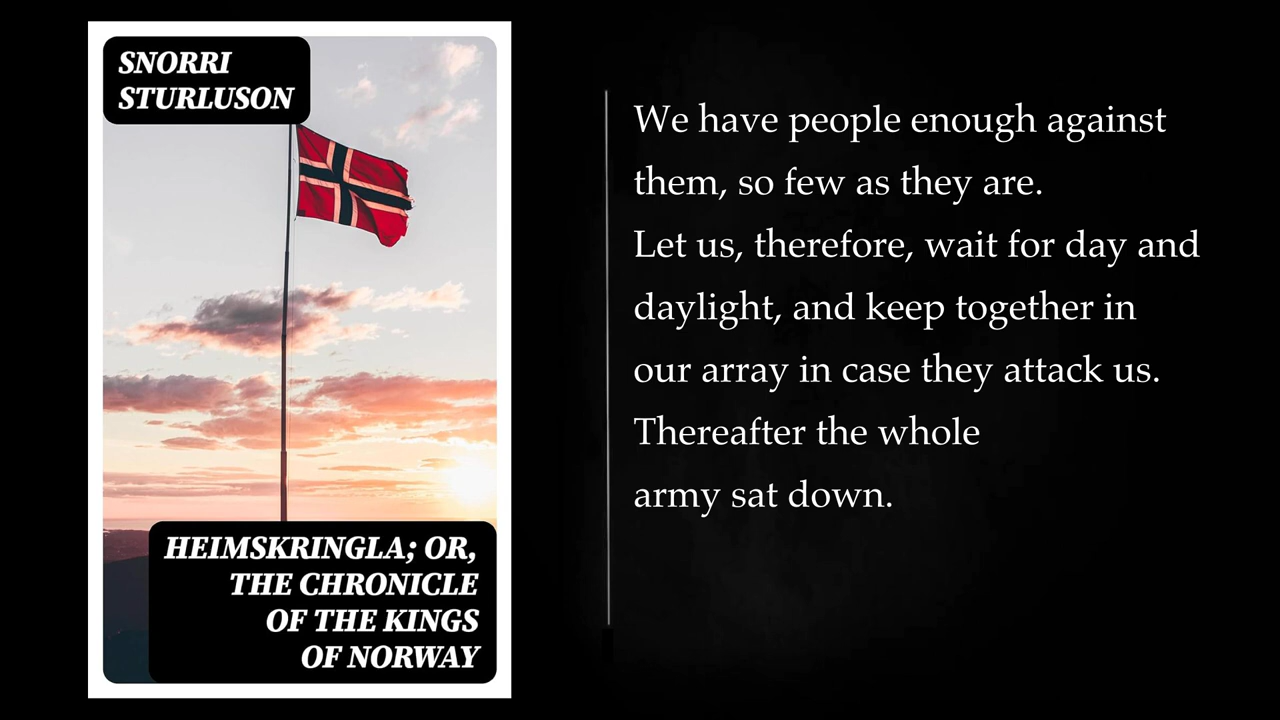 SNORRI
STURLUSON
HEIMSKRINGLA; OR,
THE CHRONICLE
OF THE KINGS
OF NORWAY
We have people enough against
them, so few as they are.
Let us, therefore, wait for day and
daylight, and keep together in
our array in case they attack us.
Thereafter the whole
army sat down.